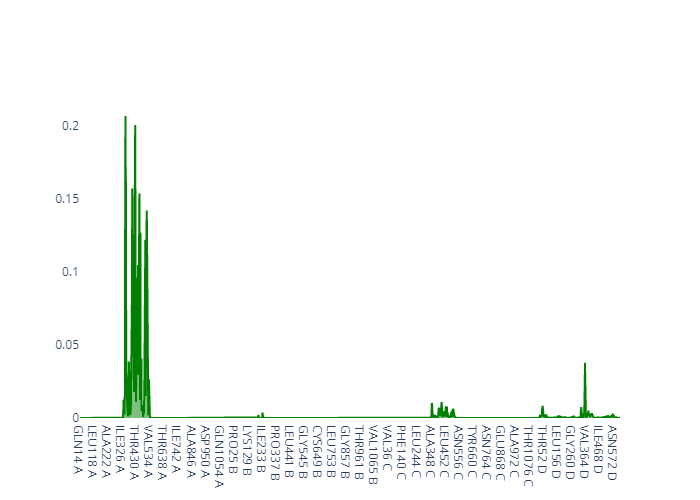 0.2
0.15
0.1
0.05
0
GLN14 A
LEU118 A
ALA222 A
ILE326 A
THR430 A
VAL534 A
THR638 A
ILE742 A
ALA846 A
ASP950 A
GLN1054 A
PRO25 B
LYS129 B
ILE233 B
PRO337 B
LEU441 B
GLY545 B
CYS649 B
LEU753 B
GLY857 B
THR961 B
VAL1065 B
VAL36 C
PHE140 C
LEU244 C
ALA348 C
LEU452 C
ASN556 C
TYR660 C
ASN764 C
GLU868 C
ALA972 C
THR1076 C
THR52 D
LEU156 D
GLY260 D
VAL364 D
ILE468 D
ASN572 D